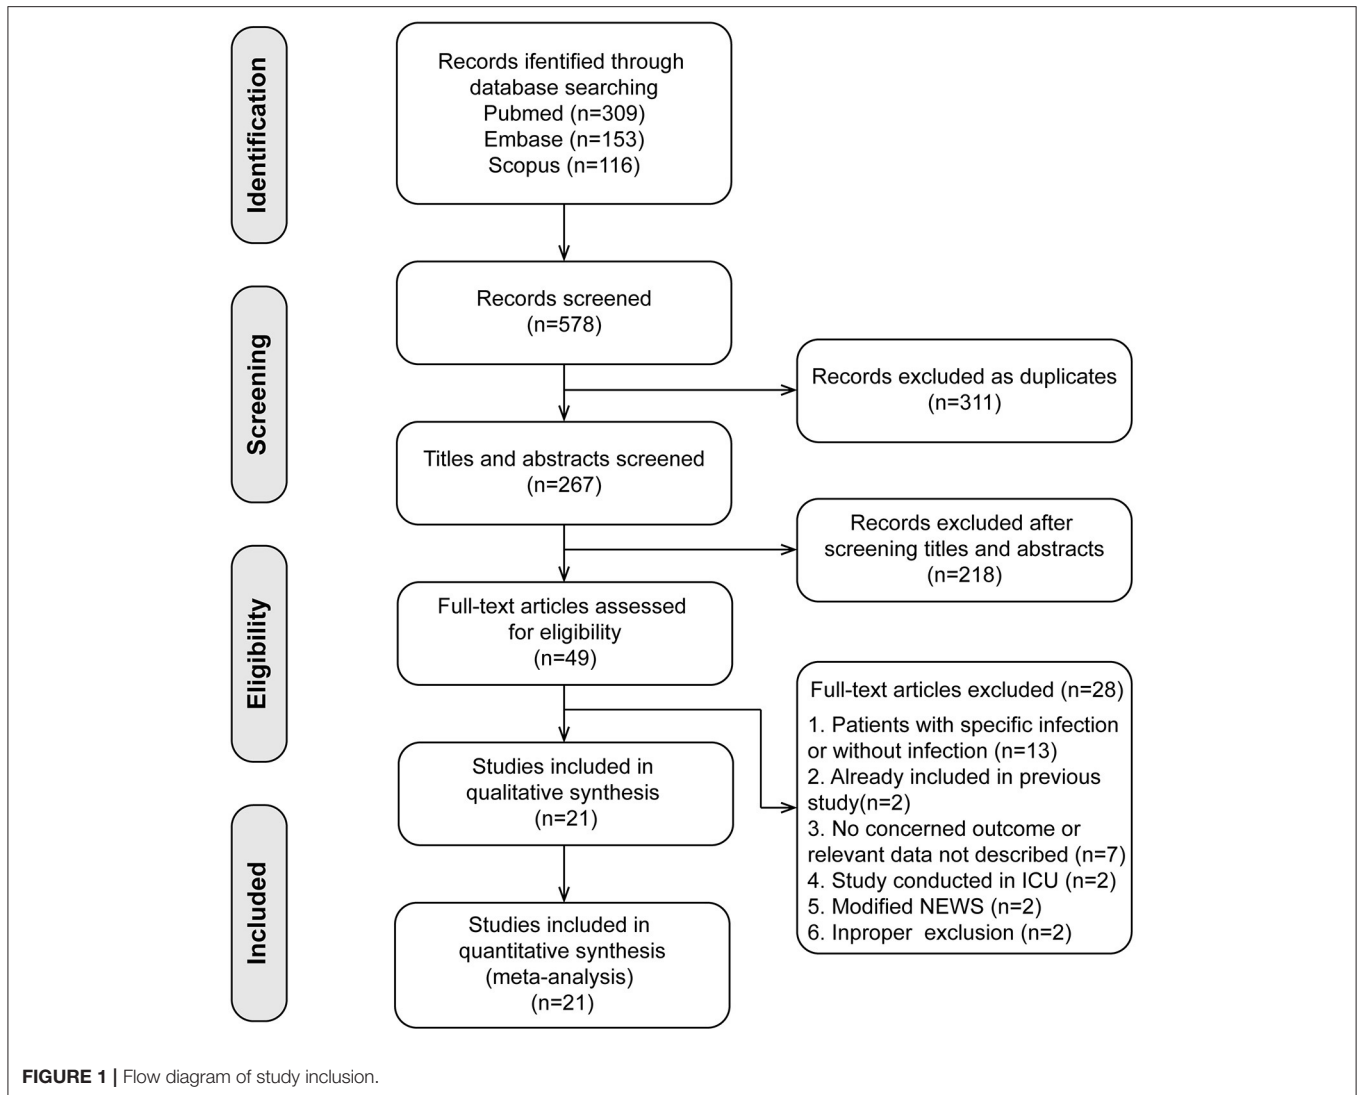 Identification
Records ifentified through
database searching
Pubmed (n=309)
Embase (n=153)
Scopus (n=116)
Screening
Records screened
(n=578)
Records excluded as duplicates
(n=311)
Titles and abstracts screened
(n=267)
Records excluded after
screening titles and abstracts
(n=218)
Eligibility
Full-text articles assessed
for eligibility
(n=49)
Full-text articles excluded (n=28)
1. Patients with specific infection
or without infection (n=13)
2. Already included in previous
study(n=2)
3. No concerned outcome or
relevant data not described (n=7)
4. Study conducted in ICU (n=2)
5. Modified NEWS (n=2)
6. Inproper exclusion (n=2)
Studies included in
qualitative synthesis
(n=21)
Included
Studies included in
quantitative synthesis
(meta-analysis)
(n=21)
FIGURE 1 | Flow diagram of study inclusion.